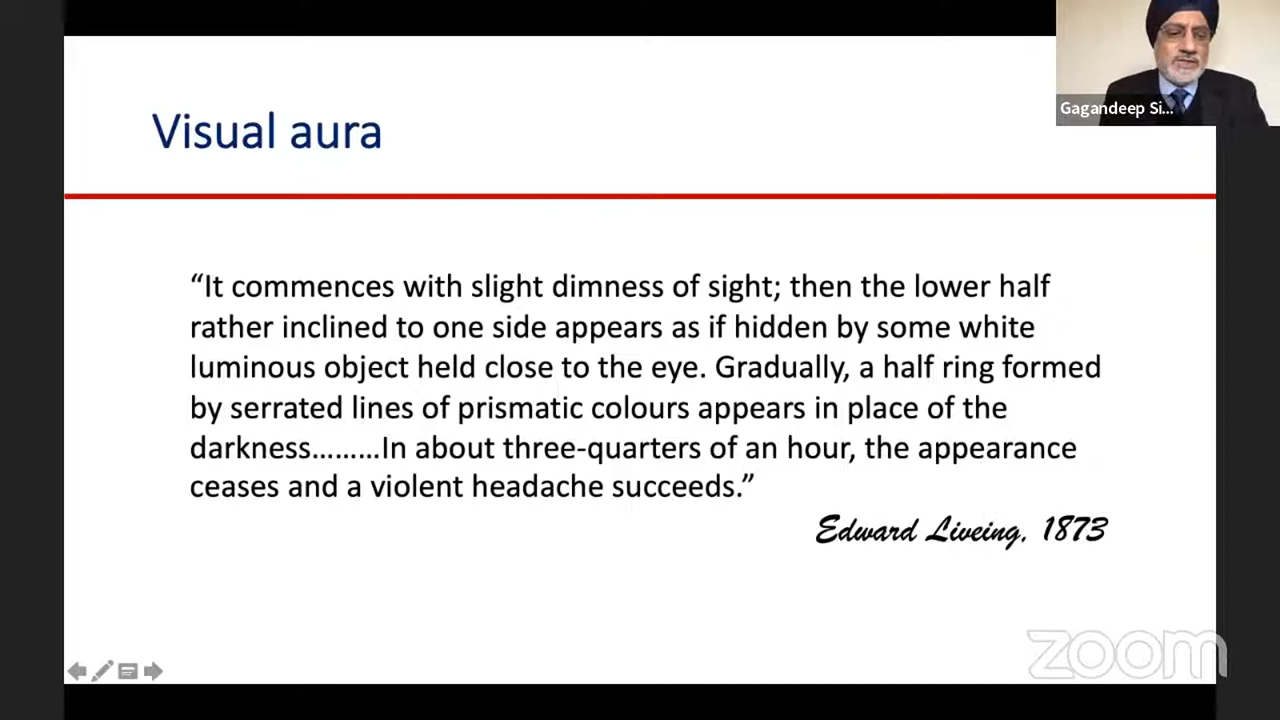 Visual aura
Gagandeep Si...
“It commences with slight dimness of sight; then the lower half
rather inclined to one side appears as if hidden by some white
luminous object held close to the eye. Gradually, a half ring formed
by serrated lines of prismatic colours appears in place of the
darkness.........In about three-quarters of an hour, the appearance
ceases and a violent headache succeeds.”
Edward Liveing, 1873
zoom